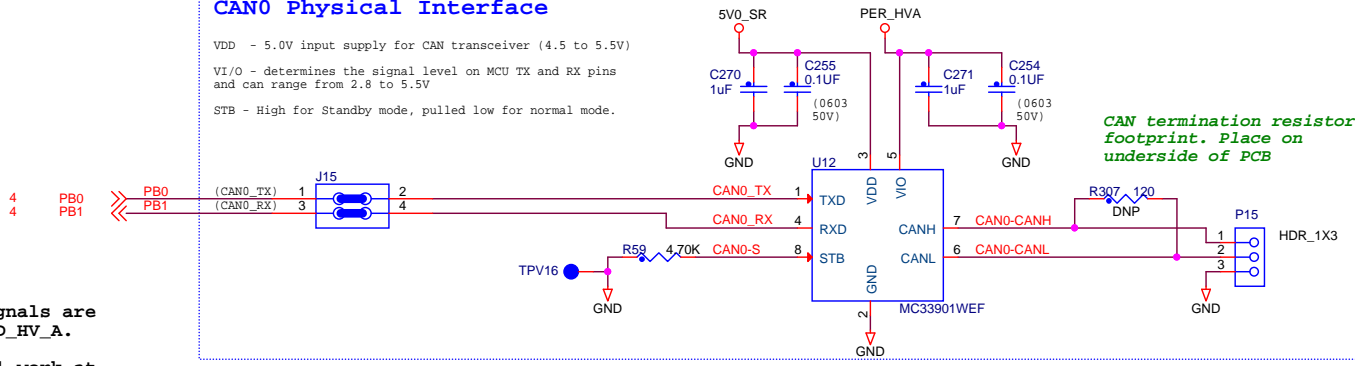 CAN0 Physical Interface
VDD - 5.0V input supply for CAN transceiver (4.5 to 5.5V)
VI/O - determines the signal level on MCU TX and RX pins
and can range from 2.8 to 5.5V
STB - High for Standby mode, pulled low for normal mode.
5V0_SR
PER_HVA
C270
1uF
C255
0.1UF
(0603
50V)
C271
1uF
C254
0.1UF
(0603
50V)
GND
GND
CAN termination resistor
footprint. Place on
underside of PCB
4 PB0 PB0 (CAN0_TX)
4 PB1 PB1 (CAN0_RX)
J15
1 2
3 4
CAN0_TX
CAN0_RX
R59 4.70K CAN0-S
TPV16
GND
U12
3 5
VDD VIO
1 TXD
4 RXD
8 STB
CANH 7 CAN0-CANH
CANL 6 CAN0-CANL
GND
2
MC33901WEF
GND
R307 120
DNP
P15
HDR_1X3
1
2
3
GND
gnals are
D_HV_A.